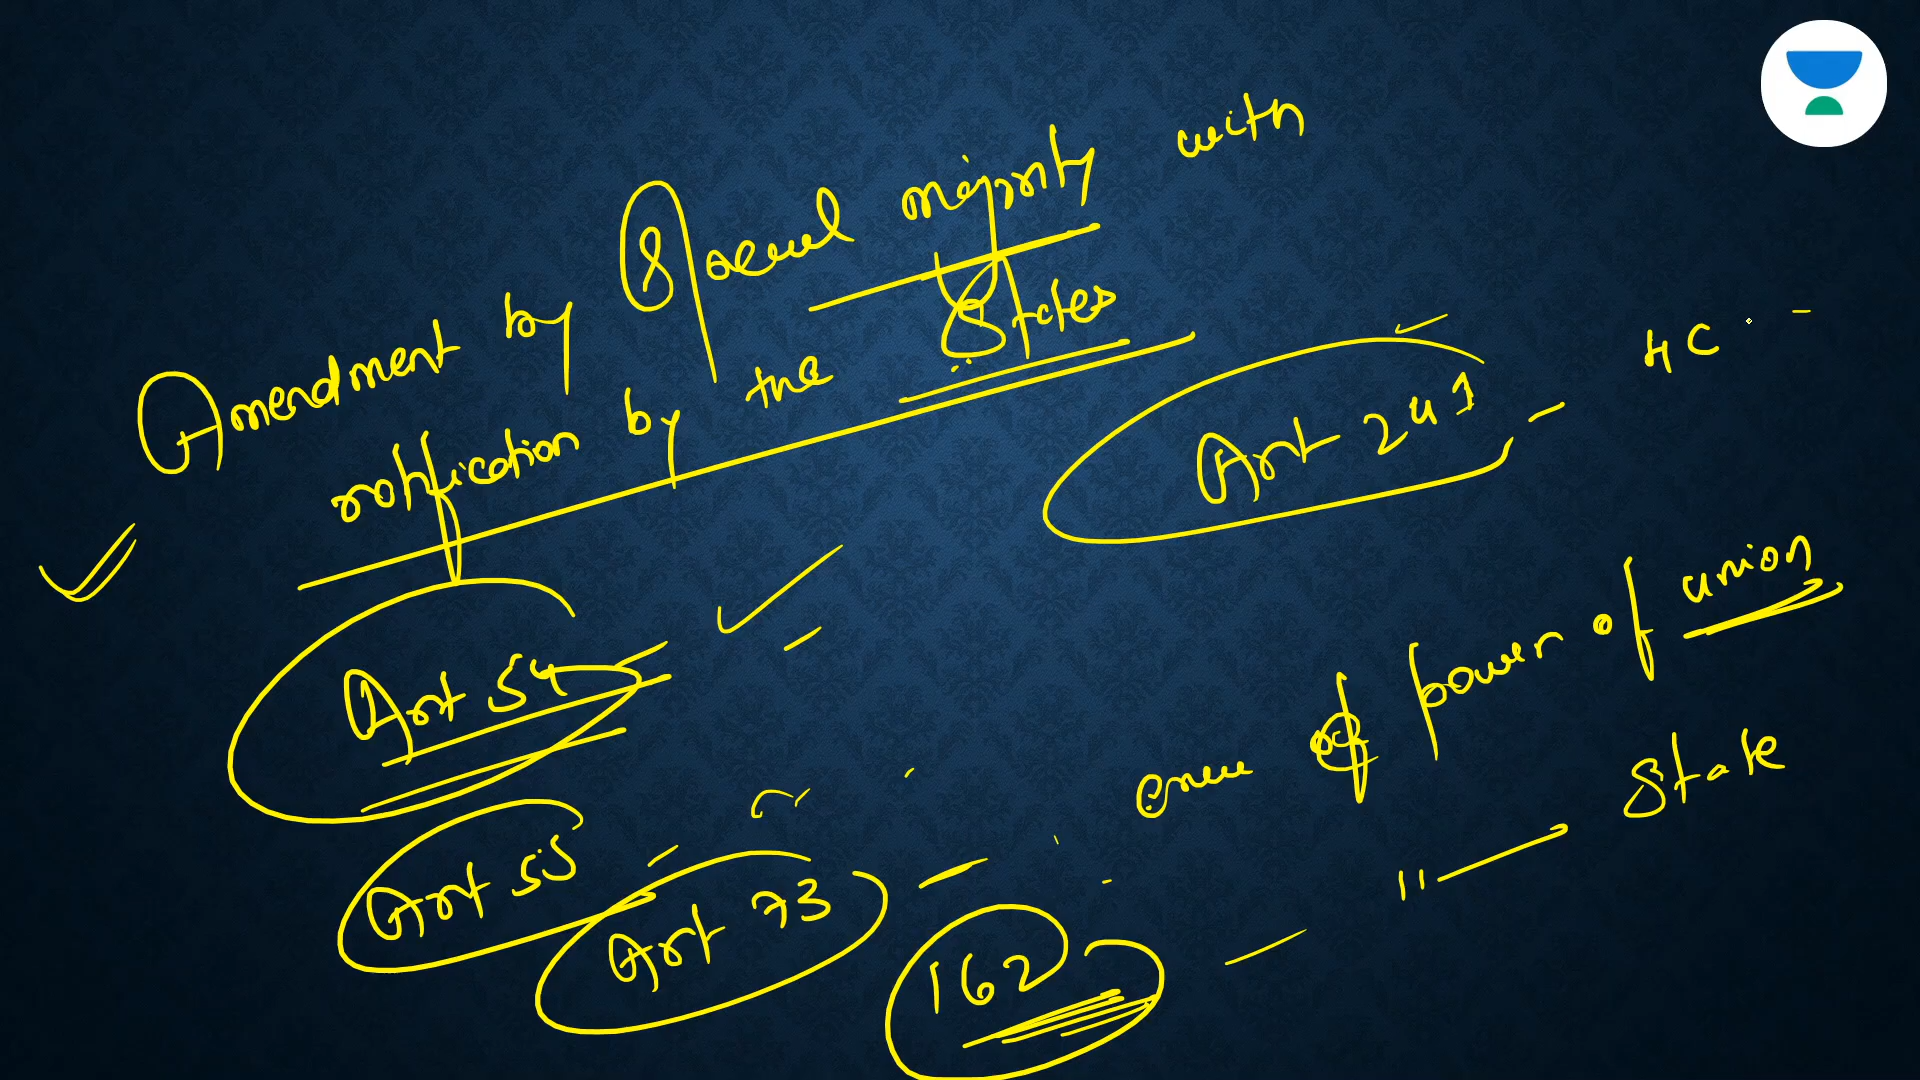 Amendment by Special majority with
ratification by the States
Art 54
Art 55
Art 73
162
Art 241 - HC
power of union
" State